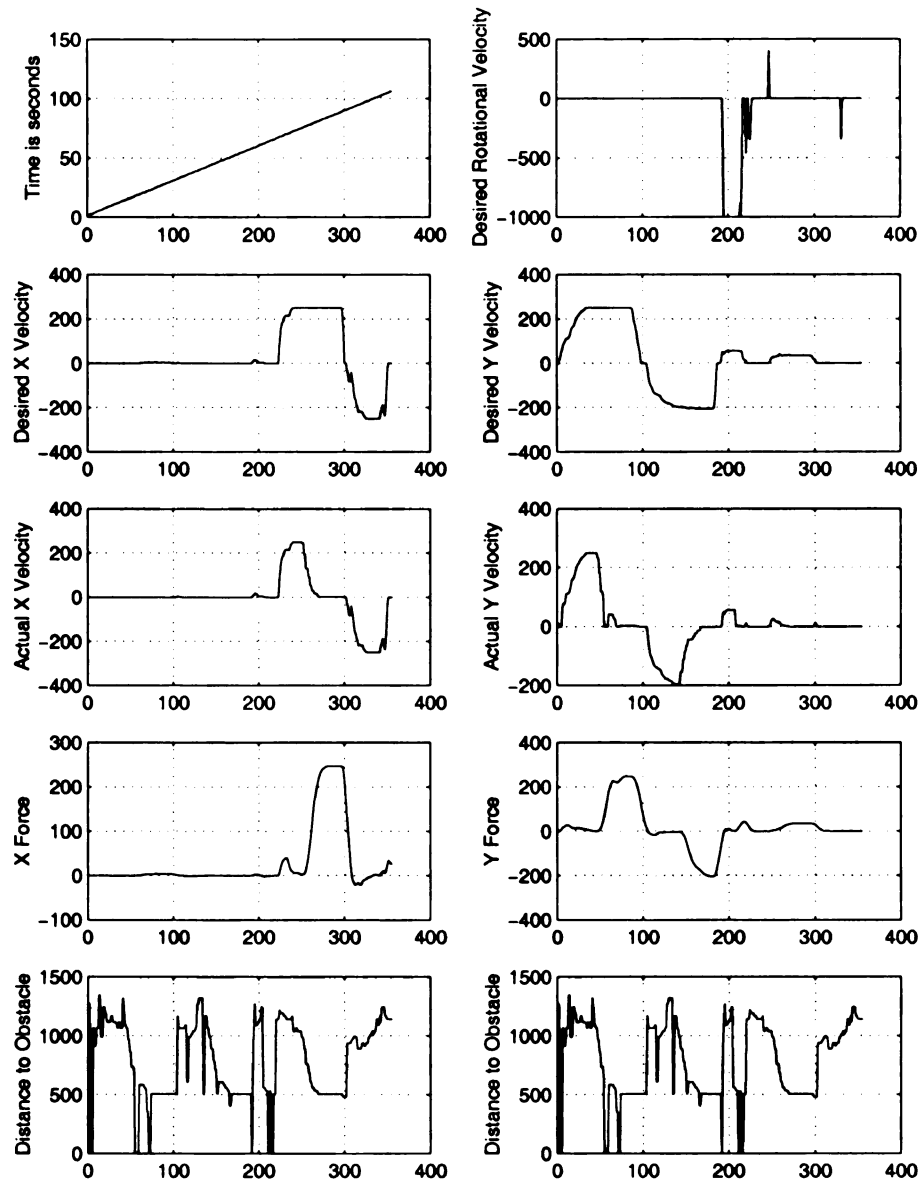 Time is seconds
150
100
50
0
0 100 200 300 400
Desired Rotational Velocity
500
0
−500
−1000
0 100 200 300 400
Desired X Velocity
400
200
0
−200
−400
0 100 200 300 400
Desired Y Velocity
400
200
0
−200
−400
0 100 200 300 400
Actual X Velocity
400
200
0
−200
−400
0 100 200 300 400
Actual Y Velocity
400
200
0
−200
0 100 200 300 400
X Force
300
200
100
0
−100
0 100 200 300 400
Y Force
400
200
0
−200
−400
0 100 200 300 400
Distance to Obstacle
1500
1000
500
0
0 100 200 300 400
Distance to Obstacle
1500
1000
500
0
0 100 200 300 400